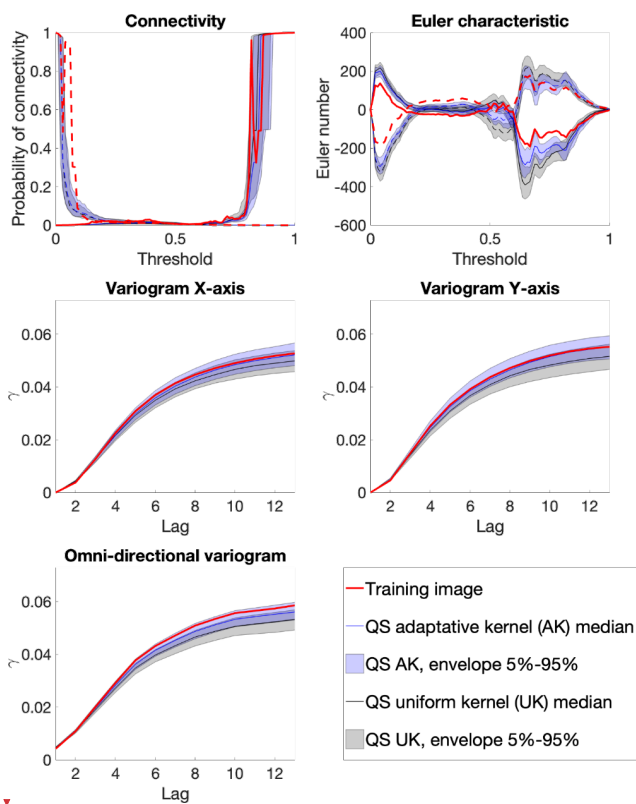 Connectivity
Probability of connectivity
1
0.8
0.6
0.4
0.2
0
0
0.5
1
Threshold
Euler characteristic
Euler number
400
200
0
-200
-400
-600
0
0.5
1
Threshold
Variogram X-axis
γ
0.06
0.04
0.02
0
2
4
6
8
10
12
Lag
Variogram Y-axis
γ
0.06
0.04
0.02
0
2
4
6
8
10
12
Lag
Omni-directional variogram
γ
0.06
0.04
0.02
0
2
4
6
8
10
12
Lag
Training image
QS adaptative kernel (AK) median
QS AK, envelope 5%-95%
QS uniform kernel (UK) median
QS UK, envelope 5%-95%